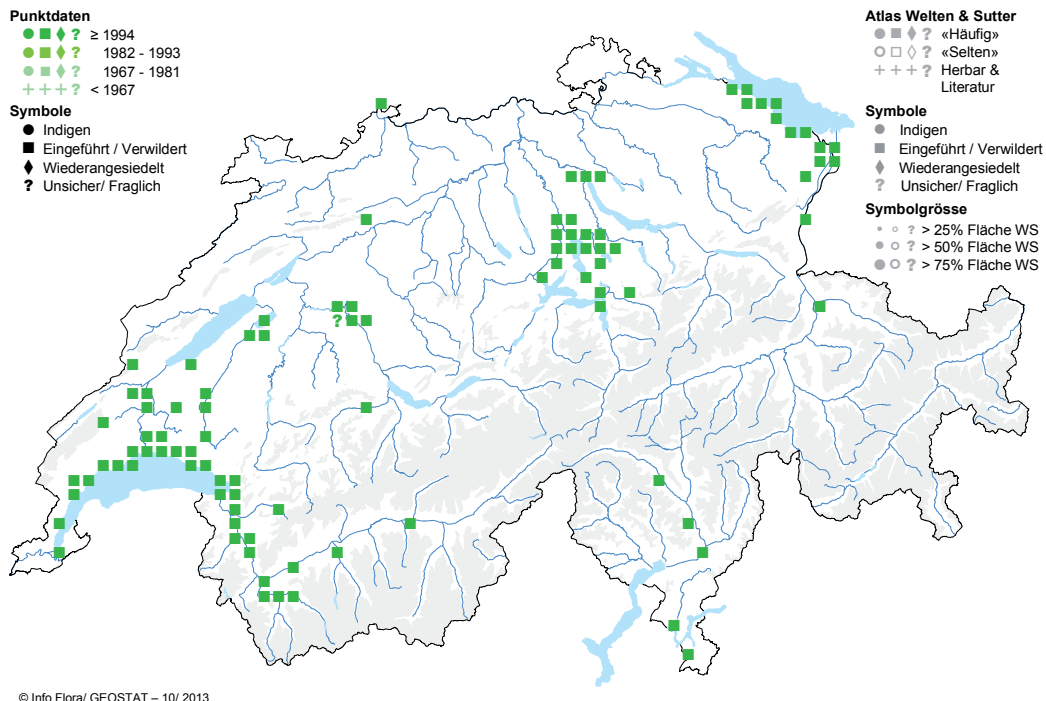 Punktdaten
? ≥ 1994
? 1982 - 1993
? 1967 - 1981
+++? < 1967
Symbole
Indigen
Eingeführt / Verwildert
Wiederangesiedelt
? Unsicher/ Fraglich
Atlas Welten & Sutter
? «Häufig»
? «Selten»
+++? Herbar &
Literatur
Symbole
Indigen
Eingeführt / Verwildert
Wiederangesiedelt
? Unsicher/ Fraglich
Symbolgrösse
? > 25% Fläche WS
? > 50% Fläche WS
? > 75% Fläche WS
?
© Info Flora/ GEOSTAT – 10/ 2013